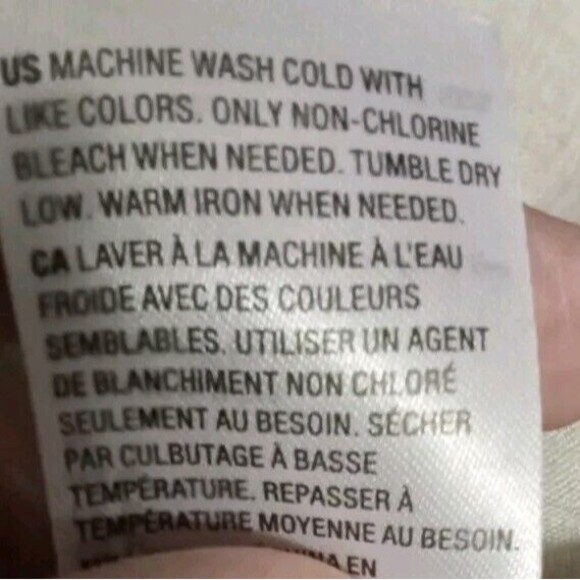 US MACHINE WASH COLD WITH
LIKE COLORS. ONLY NON-CHLORINE
BLEACH WHEN NEEDED. TUMBLE DRY
LOW. WARM IRON WHEN NEEDED.
CA LAVER À LA MACHINE À L'EAU
FROIDE AVEC DES COULEURS
SEMBLABLES. UTILISER UN AGENT
DE BLANCHIMENT NON CHLORÉ
SEULEMENT AU BESOIN. SÉCHER
PAR CULBUTAGE À BASSE
TEMPÉRATURE. REPASSER À
TEMPÉRATURE MOYENNE AU BESOIN.
EN